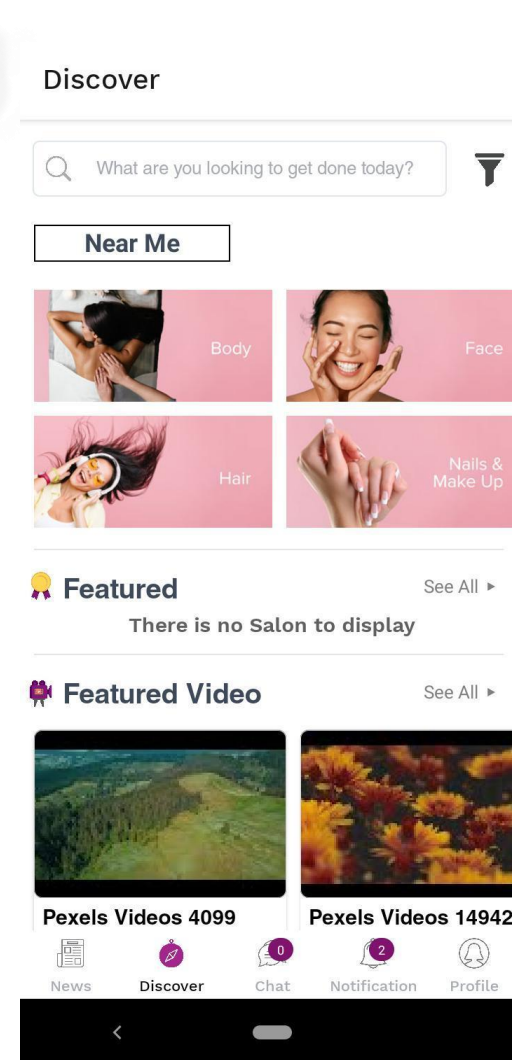 Discover
What are you looking to get done today?
Near Me
Body
Face
Hair
Nails &
Make Up
Featured
See All
There is no Salon to display
Featured Video
See All
Pexels Videos 4099
Pexels Videos 14942
0
2
News
Discover
Chat
Notification
Profile